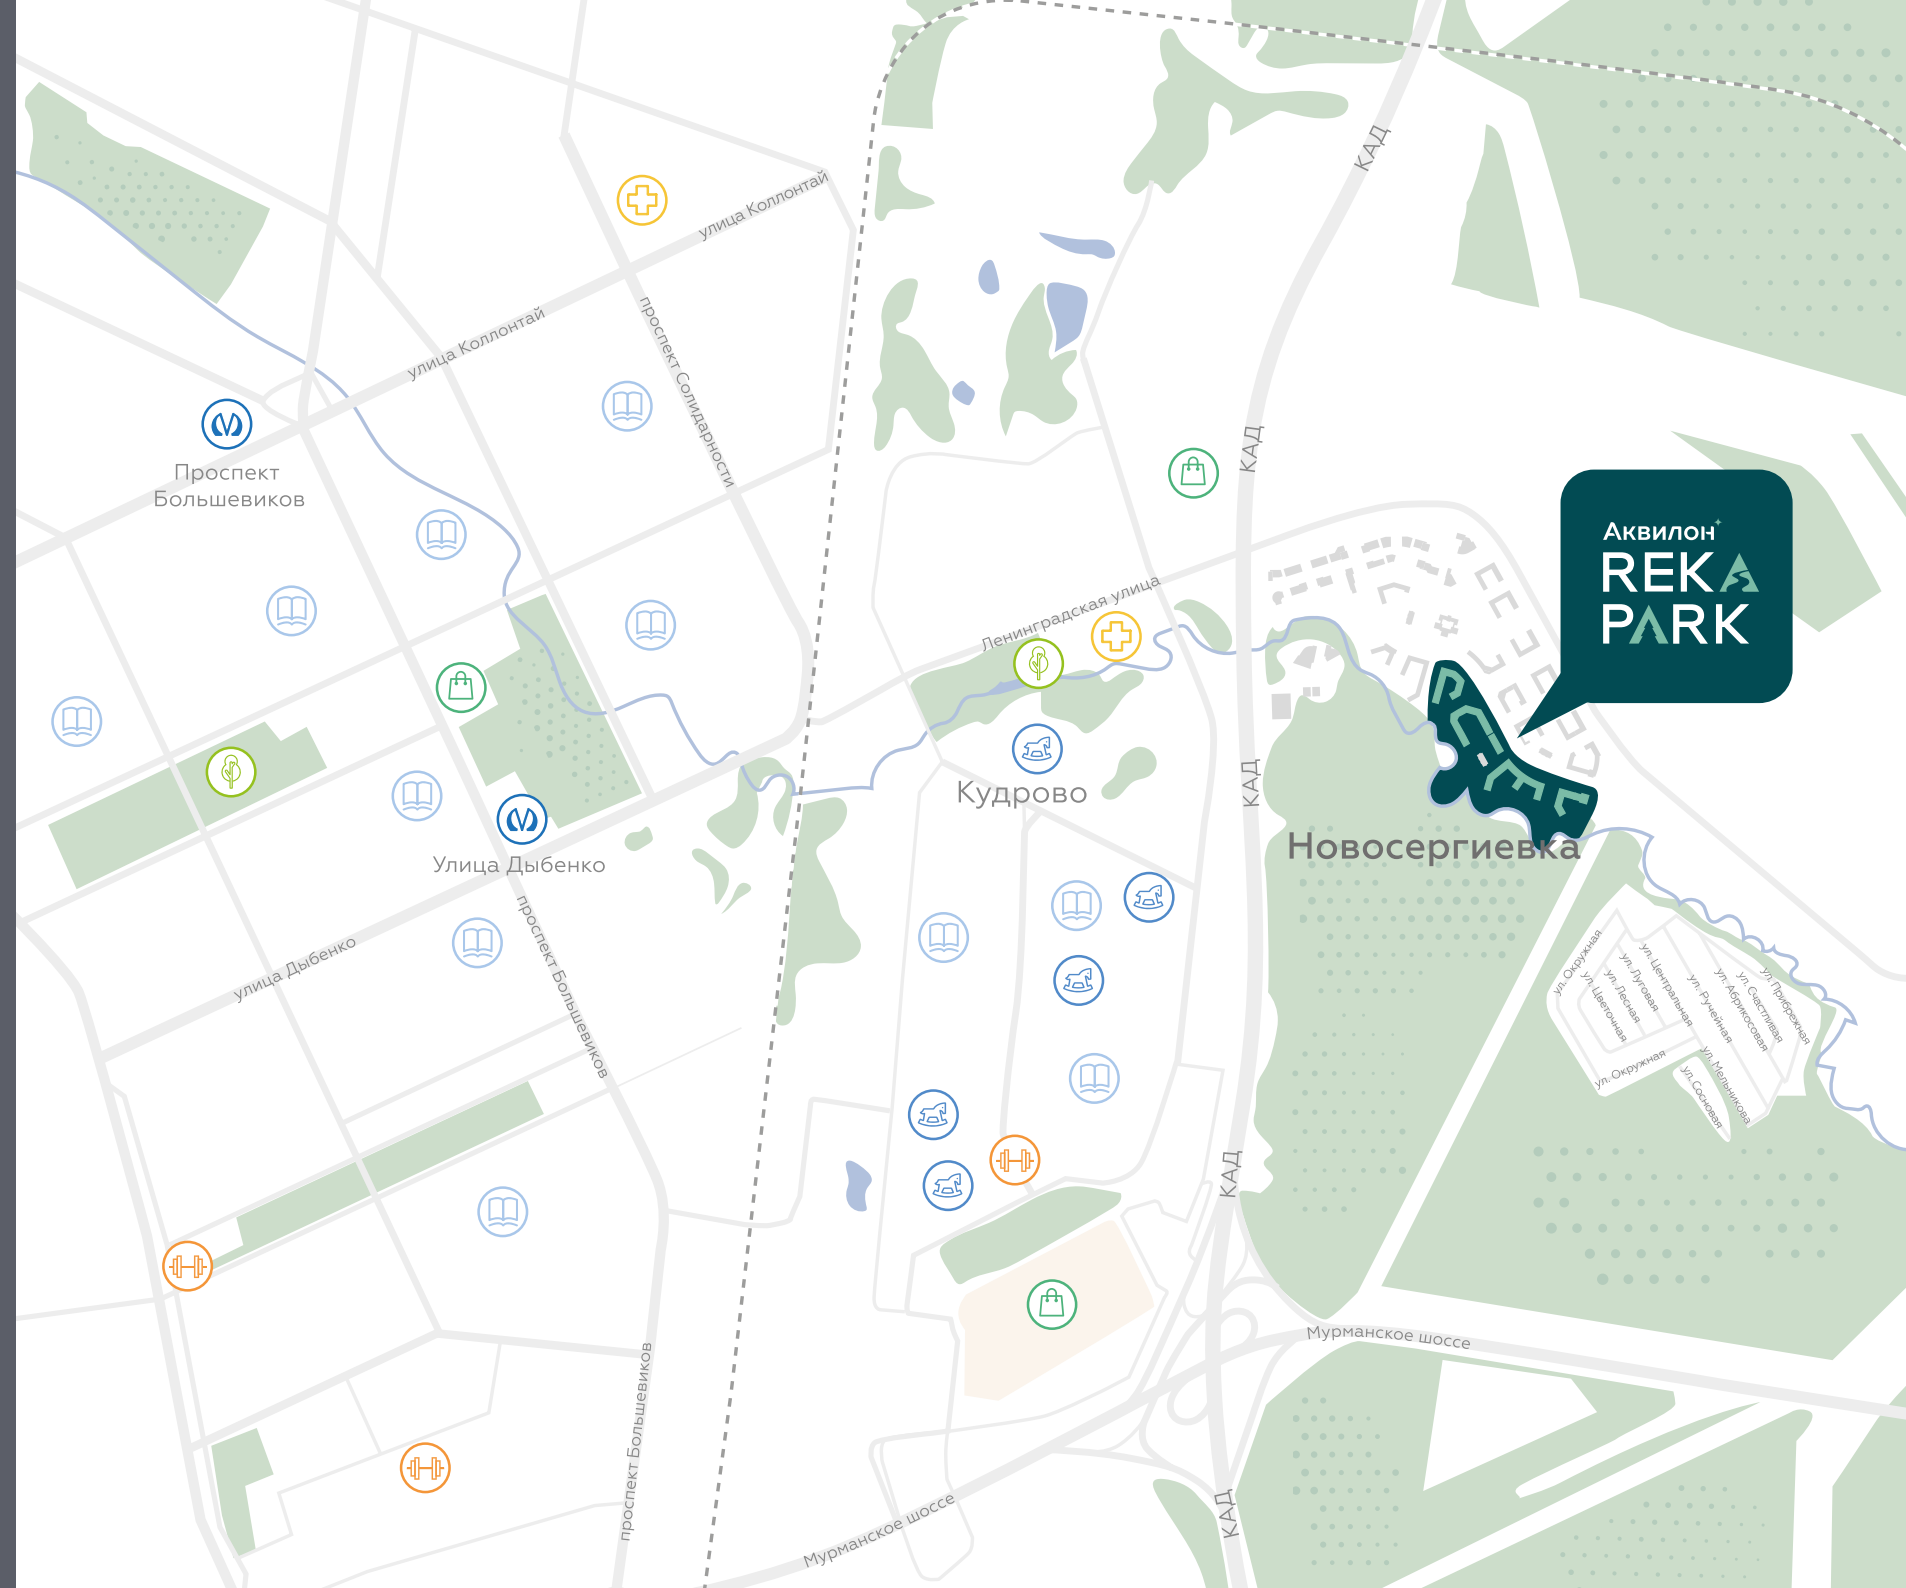 КАД
улица Коллонтай
проспект Солидарности
улица Коллонтай
Проспект
Большевиков
КАД
Аквилон
REKA
PARK
Ленинградская улица
КАД
Кудрово
Новосергиевка
Улица Дыбенко
улица Дыбенко
проспект Большевиков
ул. Окружная
ул. Цветочная
ул. Лесная
ул. Луговая
ул. Центральная
ул. Ручейная
ул. Абрикосовая
ул. Счастливая
ул. Прибрежная
ул. Окружная
ул. Сосновая
ул. Мельникова
КАД
Мурманское шоссе
проспект Большевиков
КАД
Мурманское шоссе